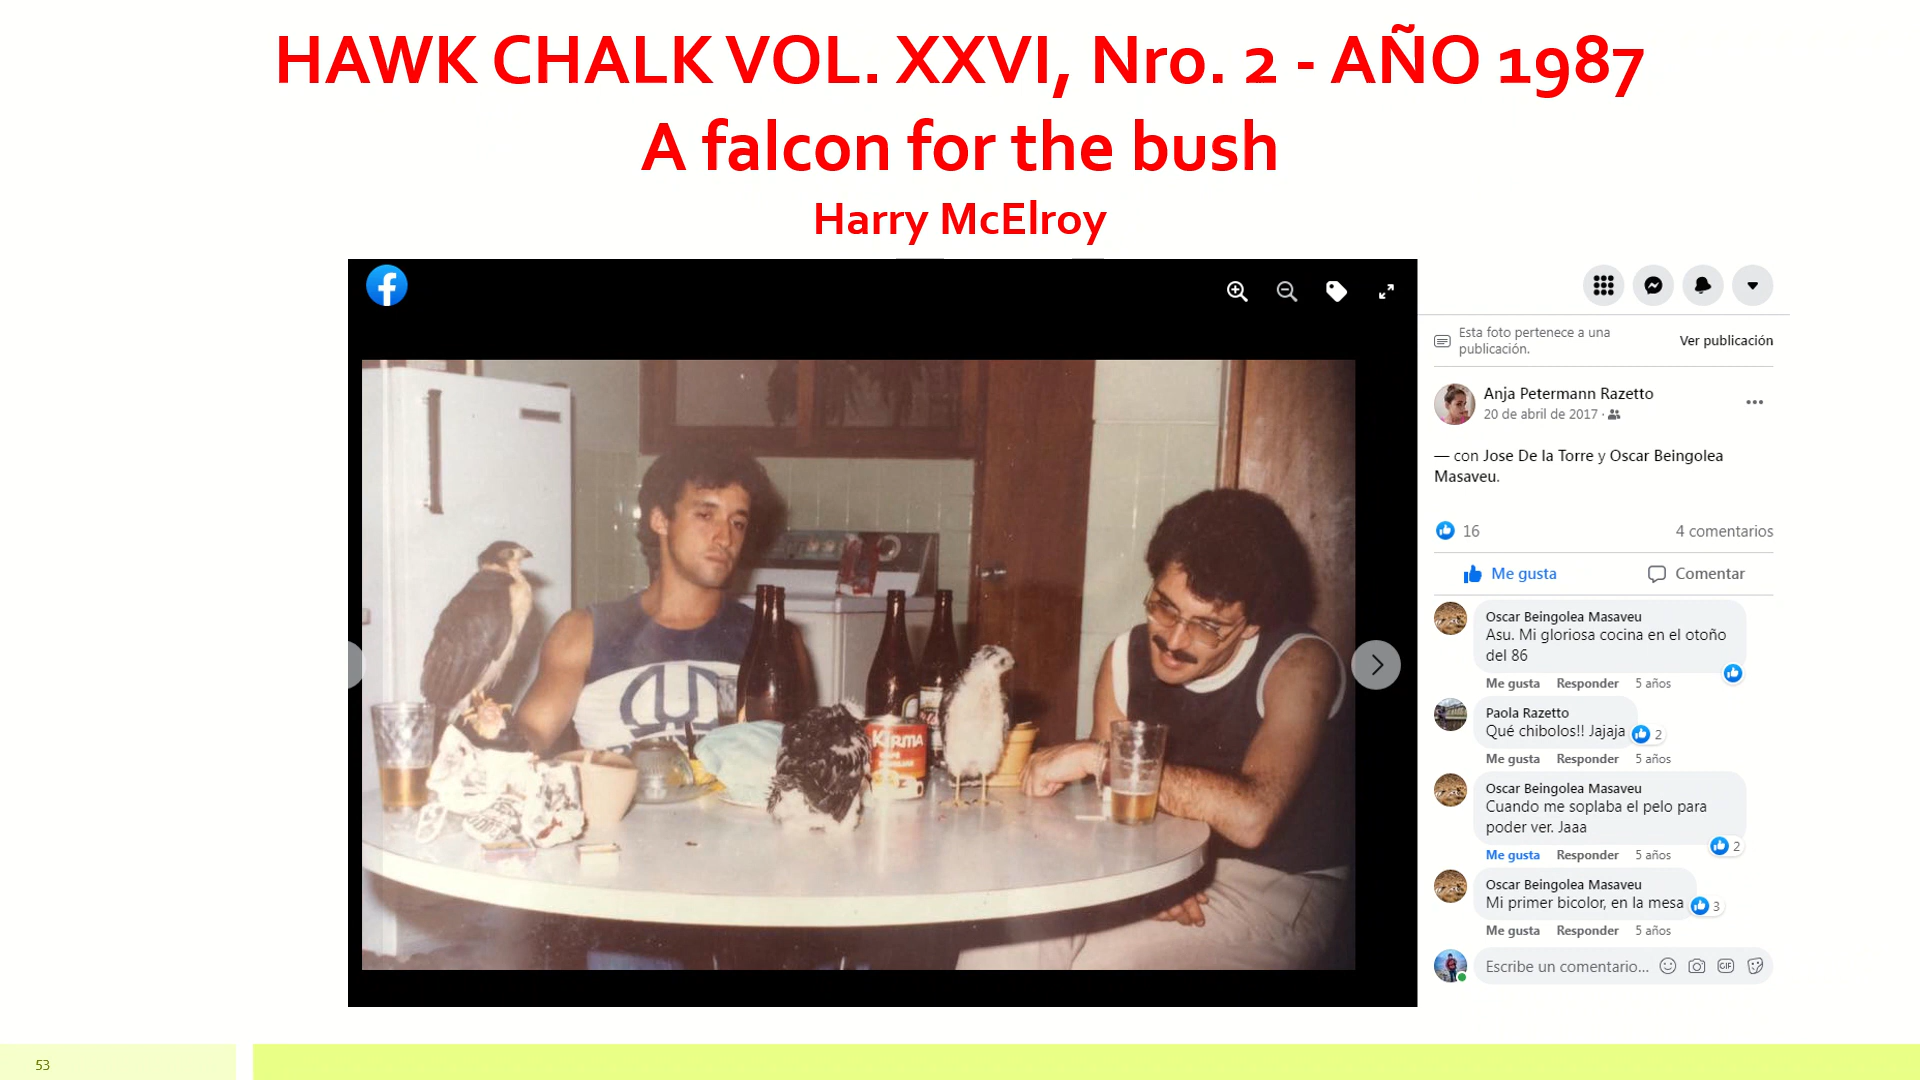 HAWK CHALK VOL. XXVI, Nro. 2 - AÑO 1987
A falcon for the bush
Harry McElroy
Esta foto pertenece a una
publicación.
Ver publicación
Anja Petermann Razetto
20 de abril de 2017 ·
— con Jose De la Torre y Oscar Beingolea
Masaveu.
16
4 comentarios
Me gusta
Comentar
Oscar Beingolea Masaveu
Asu. Mi gloriosa cocina en el otoño
del 86
Me gusta Responder 5 años
Paola Razetto
Qué chibolos!! Jajaja
2
Me gusta Responder 5 años
Oscar Beingolea Masaveu
Cuando me soplaba el pelo para
poder ver. Jaaa
2
Me gusta Responder 5 años
Oscar Beingolea Masaveu
Mi primer bicolor, en la mesa
3
Me gusta Responder 5 años
Escribe un comentario...
GIF
KIRMA
53